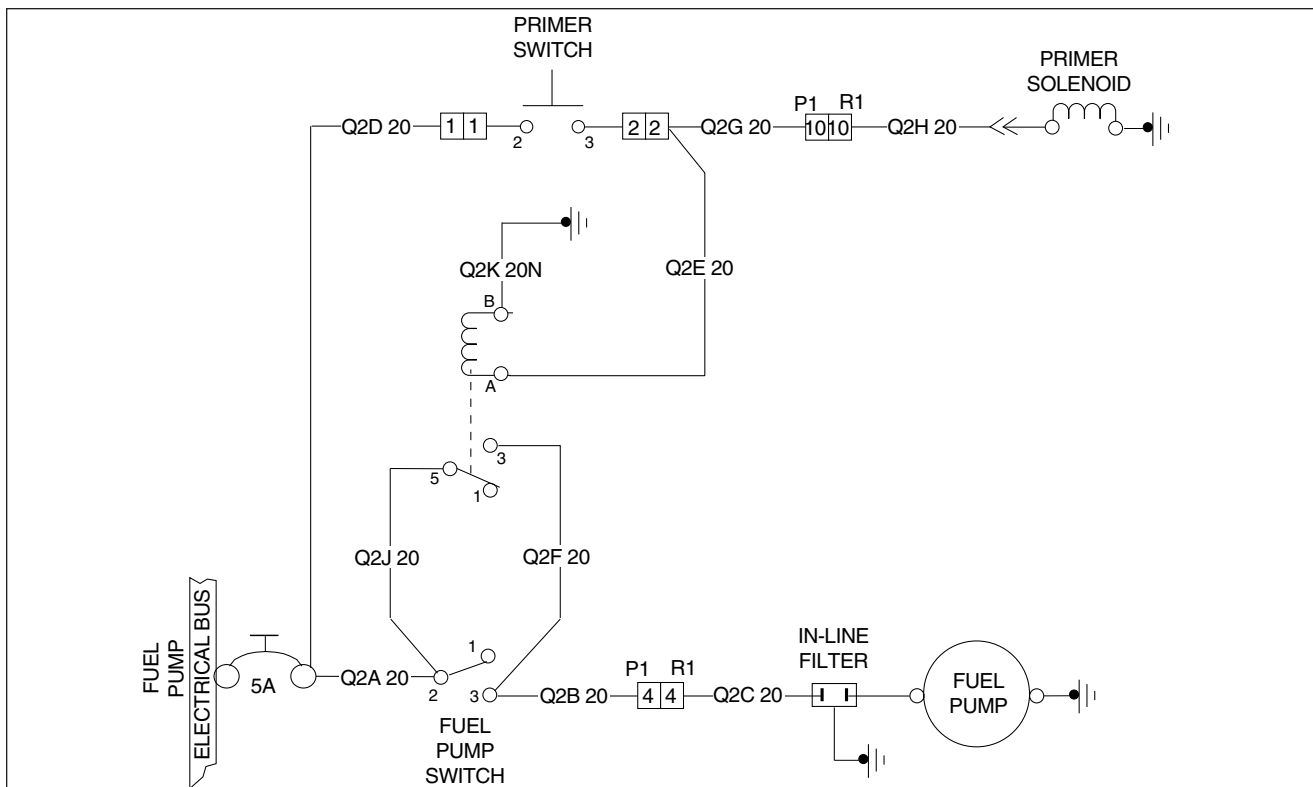 PRIMER
SWITCH
PRIMER
SOLENOID
P1 R1
Q2D 20 1 1 2 3 2 2 Q2G 20 10 10 Q2H 20
Q2K 20N
Q2E 20
B
A
3
5
1
Q2J 20
Q2F 20
FUEL
PUMP
ELECTRICAL BUS
5A
Q2A 20
2
1
3
FUEL
PUMP
SWITCH
Q2B 20
P1 R1
4 4
Q2C 20
IN-LINE
FILTER
FUEL
PUMP